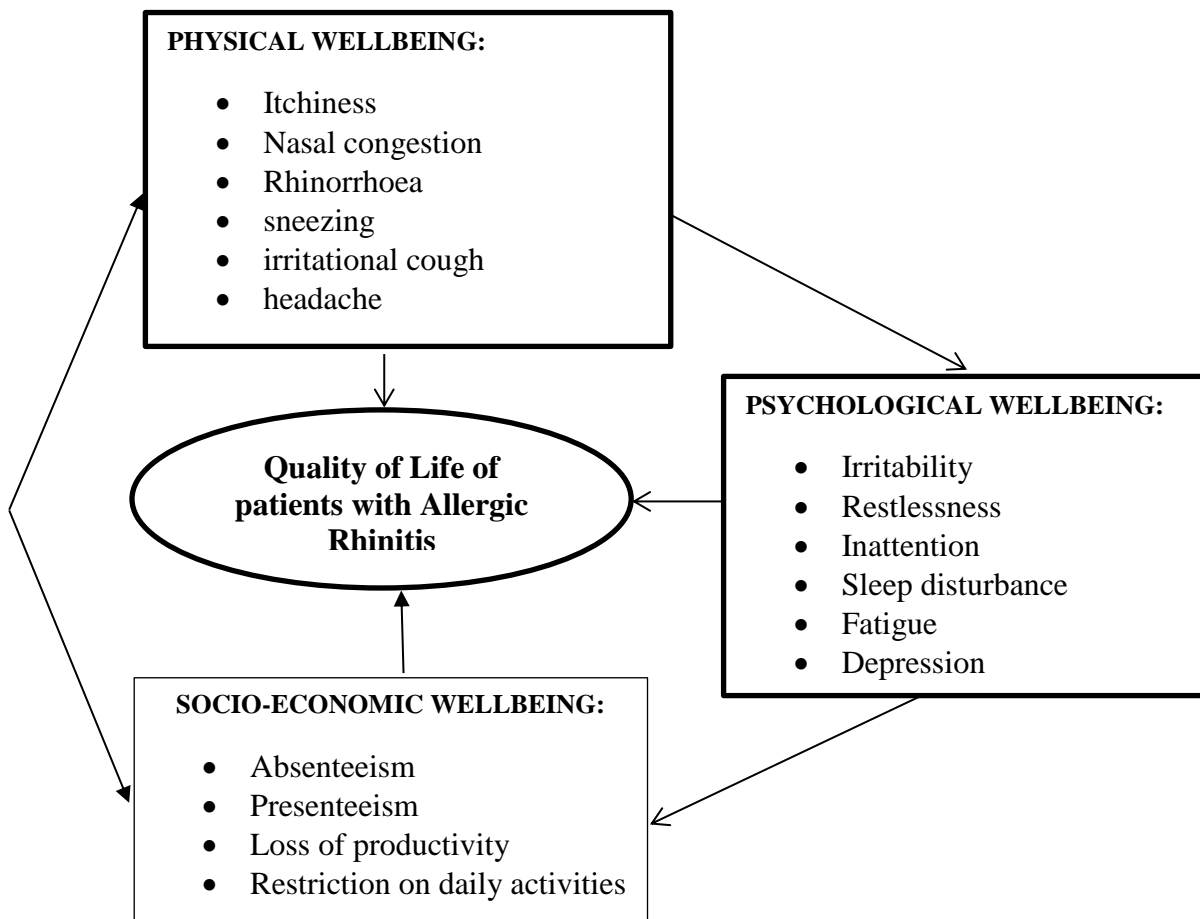 PHYSICAL WELLBEING:
• Itchiness
• Nasal congestion
• Rhinorrhoea
• sneezing
• irritational cough
• headache
Quality of Life of
patients with Allergic
Rhinitis
PSYCHOLOGICAL WELLBEING:
• Irritability
• Restlessness
• Inattention
• Sleep disturbance
• Fatigue
• Depression
SOCIO-ECONOMIC WELLBEING:
• Absenteeism
• Presenteeism
• Loss of productivity
• Restriction on daily activities